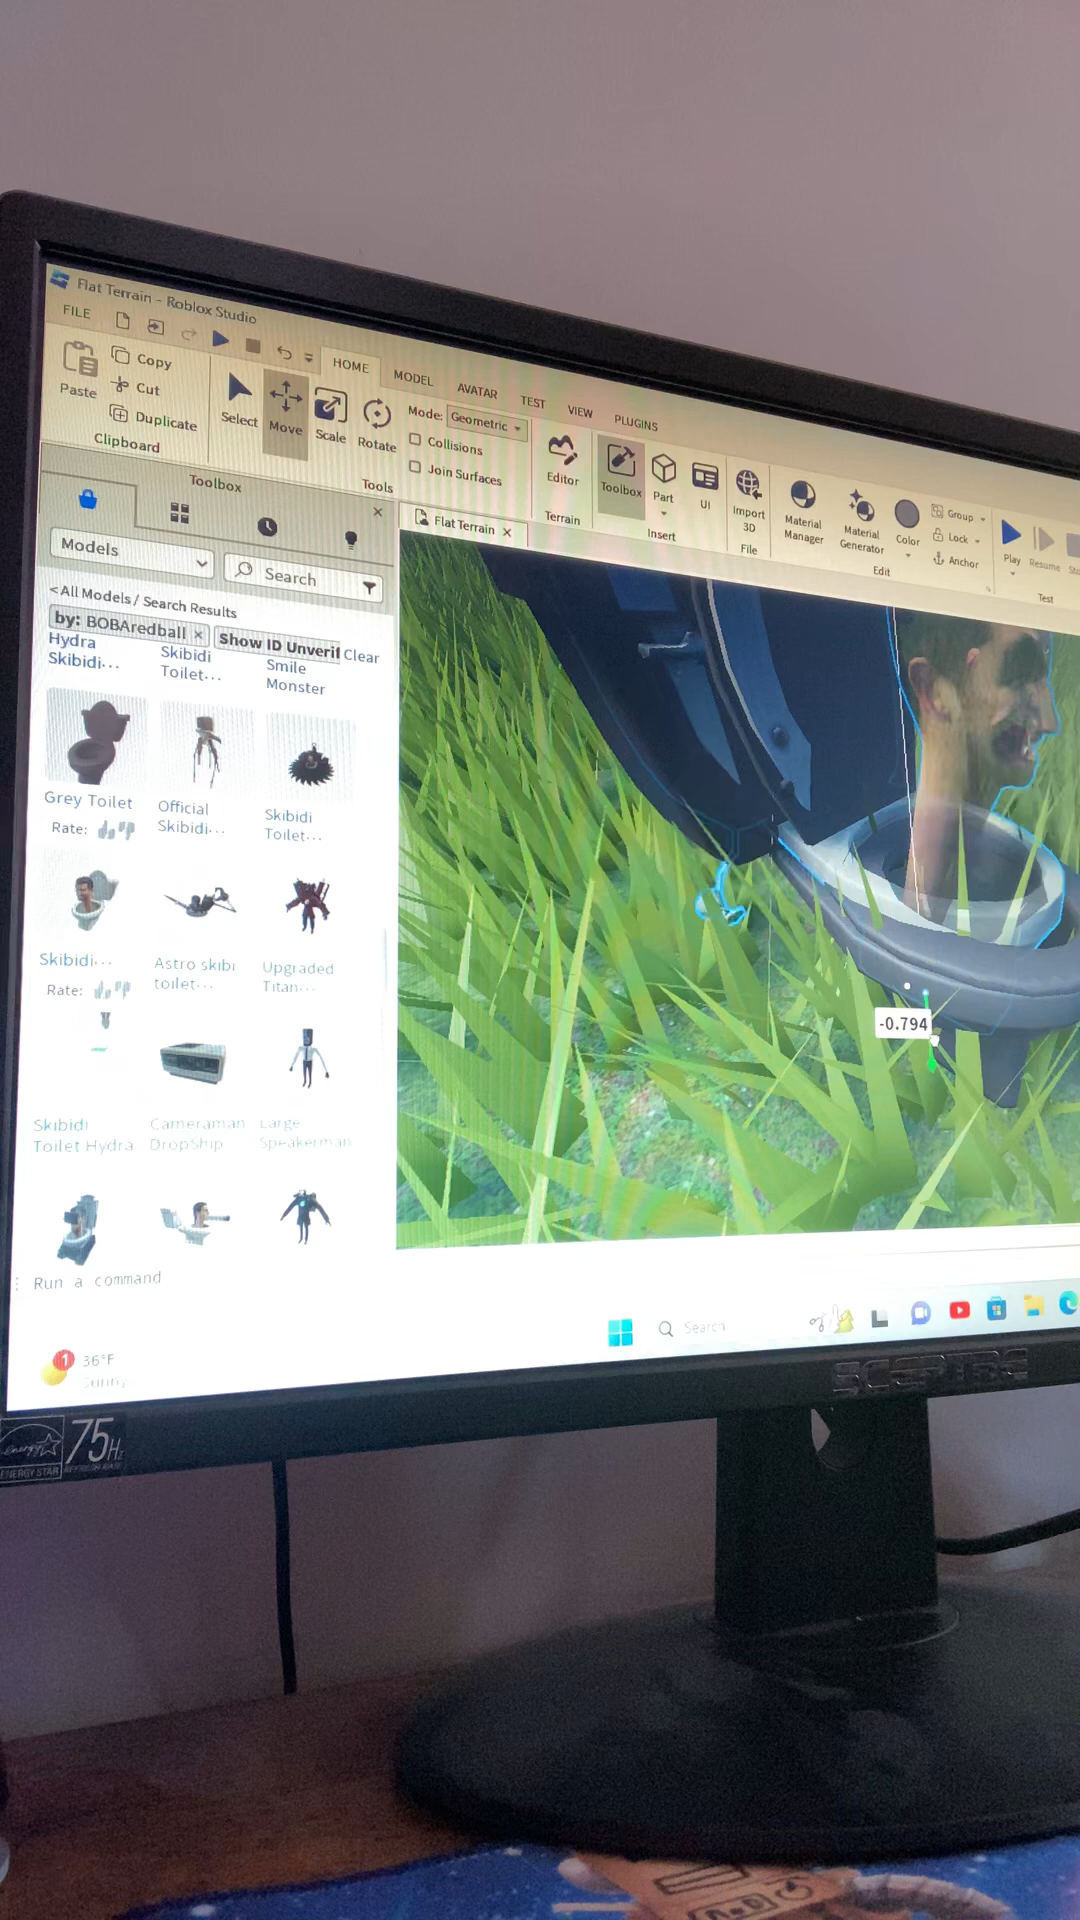 Flat Terrain - Roblox Studio
FILE
HOME
MODEL
AVATAR
TEST
VIEW
PLUGINS
Paste
Copy
Cut
Duplicate
Clipboard
Select
Move
Scale
Rotate
Tools
Mode: Geometric
Collisions
Join Surfaces
Editor
Terrain
Toolbox
Part
UI
Insert
Import
3D
File
Material
Manager
Material
Generator
Color
Group
Lock
Anchor
Edit
Play
Resume
Test
Toolbox
Flat Terrain
Models
Search
<All Models / Search Results
by: BOBAredball
Show ID Unverif
Clear
Hydra
Skibidi...
Skibidi
Toilet...
Smile
Monster
Grey Toilet
Rate:
Official
Skibidi...
Skibidi
Toilet...
Skibidi...
Rate:
Astro skibi
toilet...
Upgraded
Titan...
Skibidi
Toilet Hydra
Cameraman
DropShip
Large
Speakerman
-0.794
Run a command
Search
1
36°F
Sunny
SCEPTRE
ENERGY STAR
75Hz